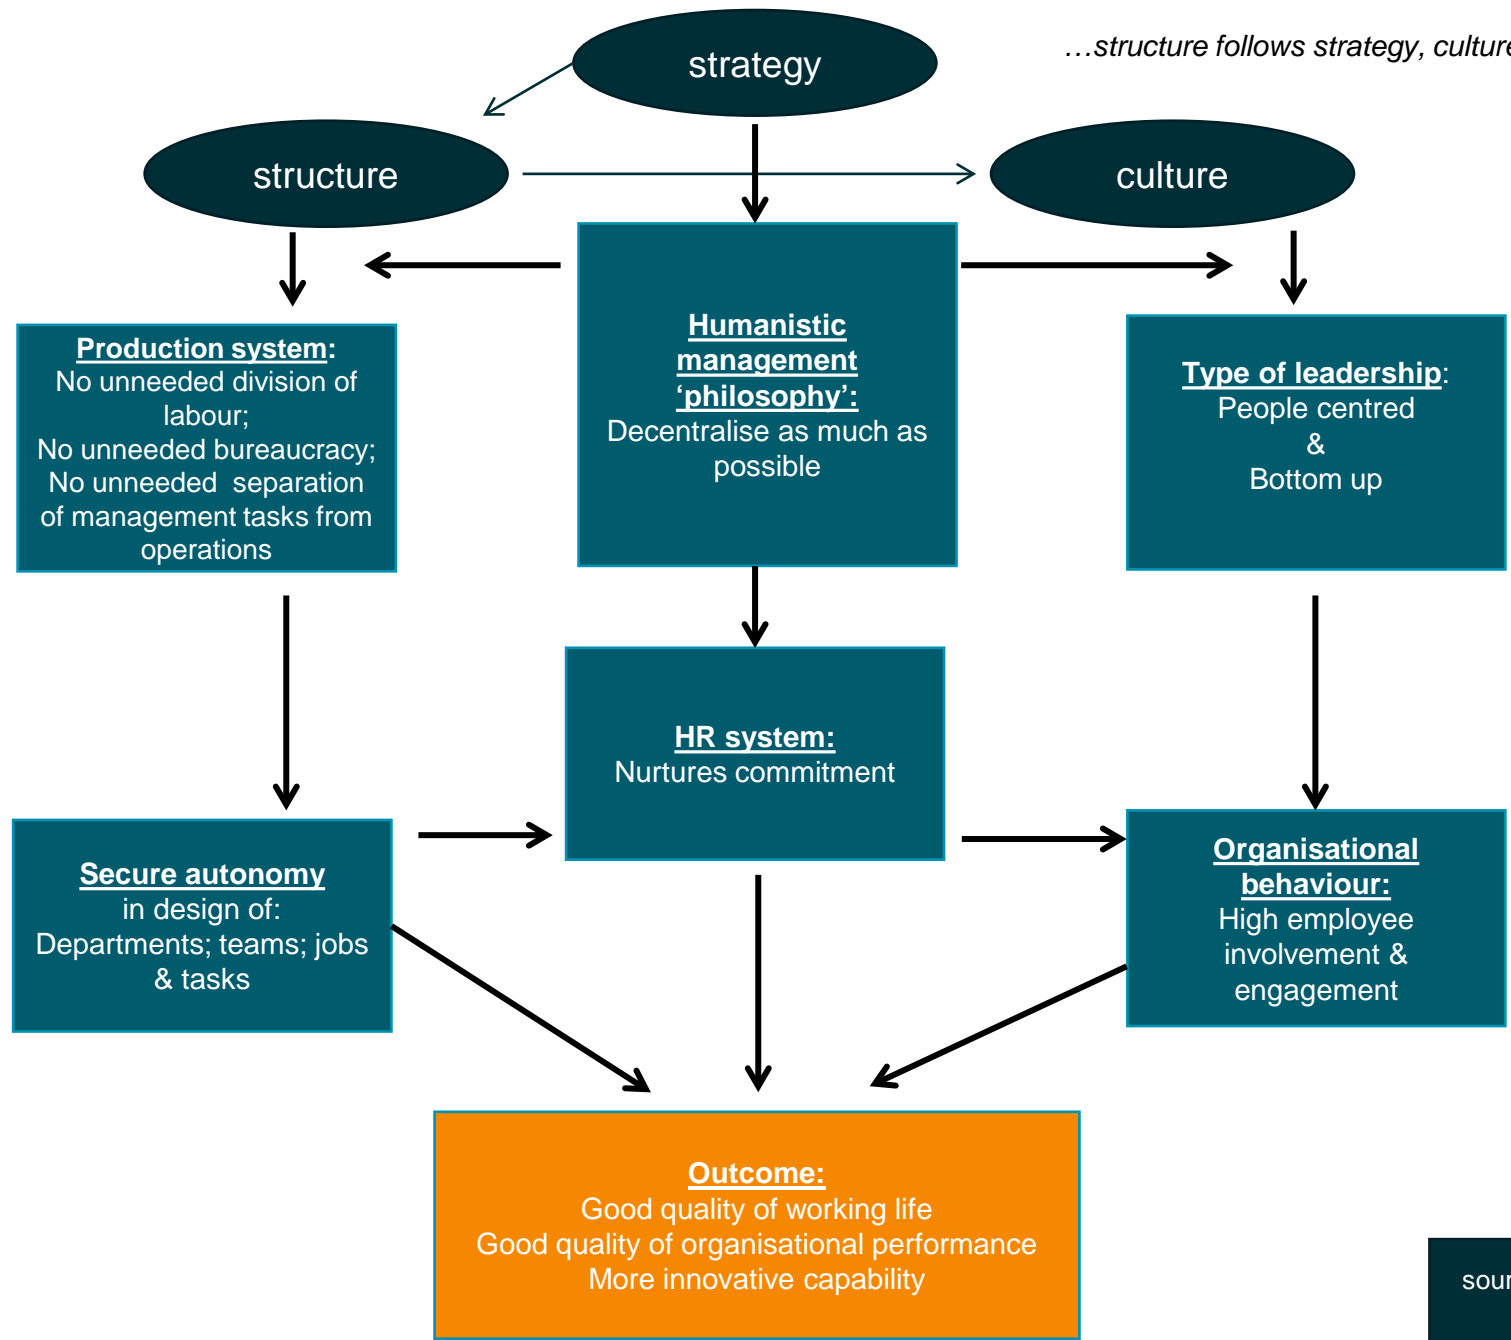 strategy
…structure follows strategy, culture
structure
culture
Production system:
No unneeded division of
labour;
No unneeded bureaucracy;
No unneeded separation
of management tasks from
operations
Humanistic
management
‘philosophy’:
Decentralise as much as
possible
Type of leadership:
People centred
&
Bottom up
HR system:
Nurtures commitment
Secure autonomy
in design of:
Departments; teams; jobs
& tasks
Organisational
behaviour:
High employee
involvement &
engagement
Outcome:
Good quality of working life
Good quality of organisational performance
More innovative capability